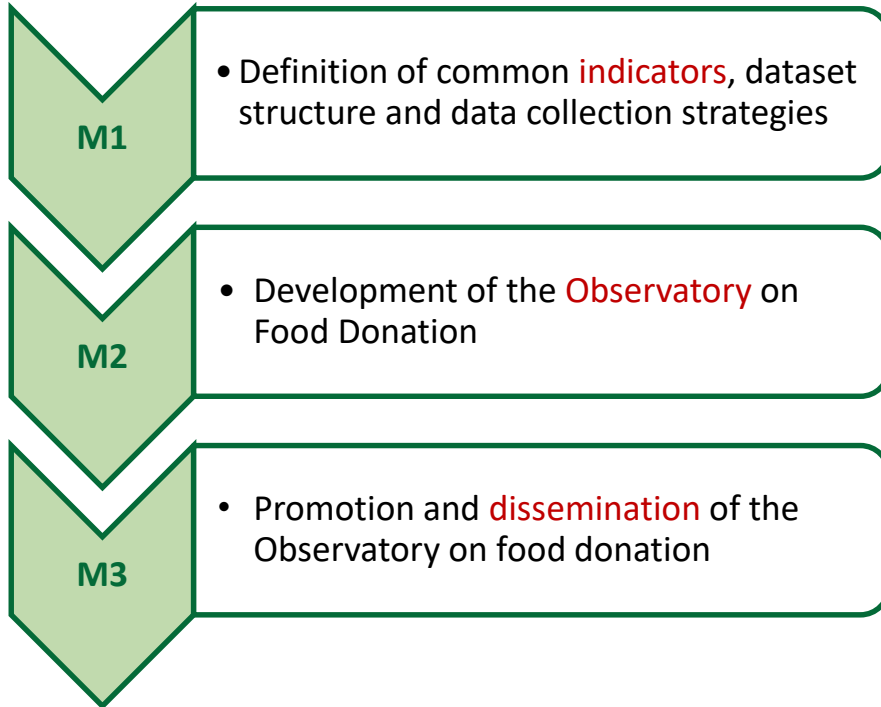 M1
• Definition of common indicators, dataset
structure and data collection strategies
M2
• Development of the Observatory on
Food Donation
M3
• Promotion and dissemination of the
Observatory on food donation